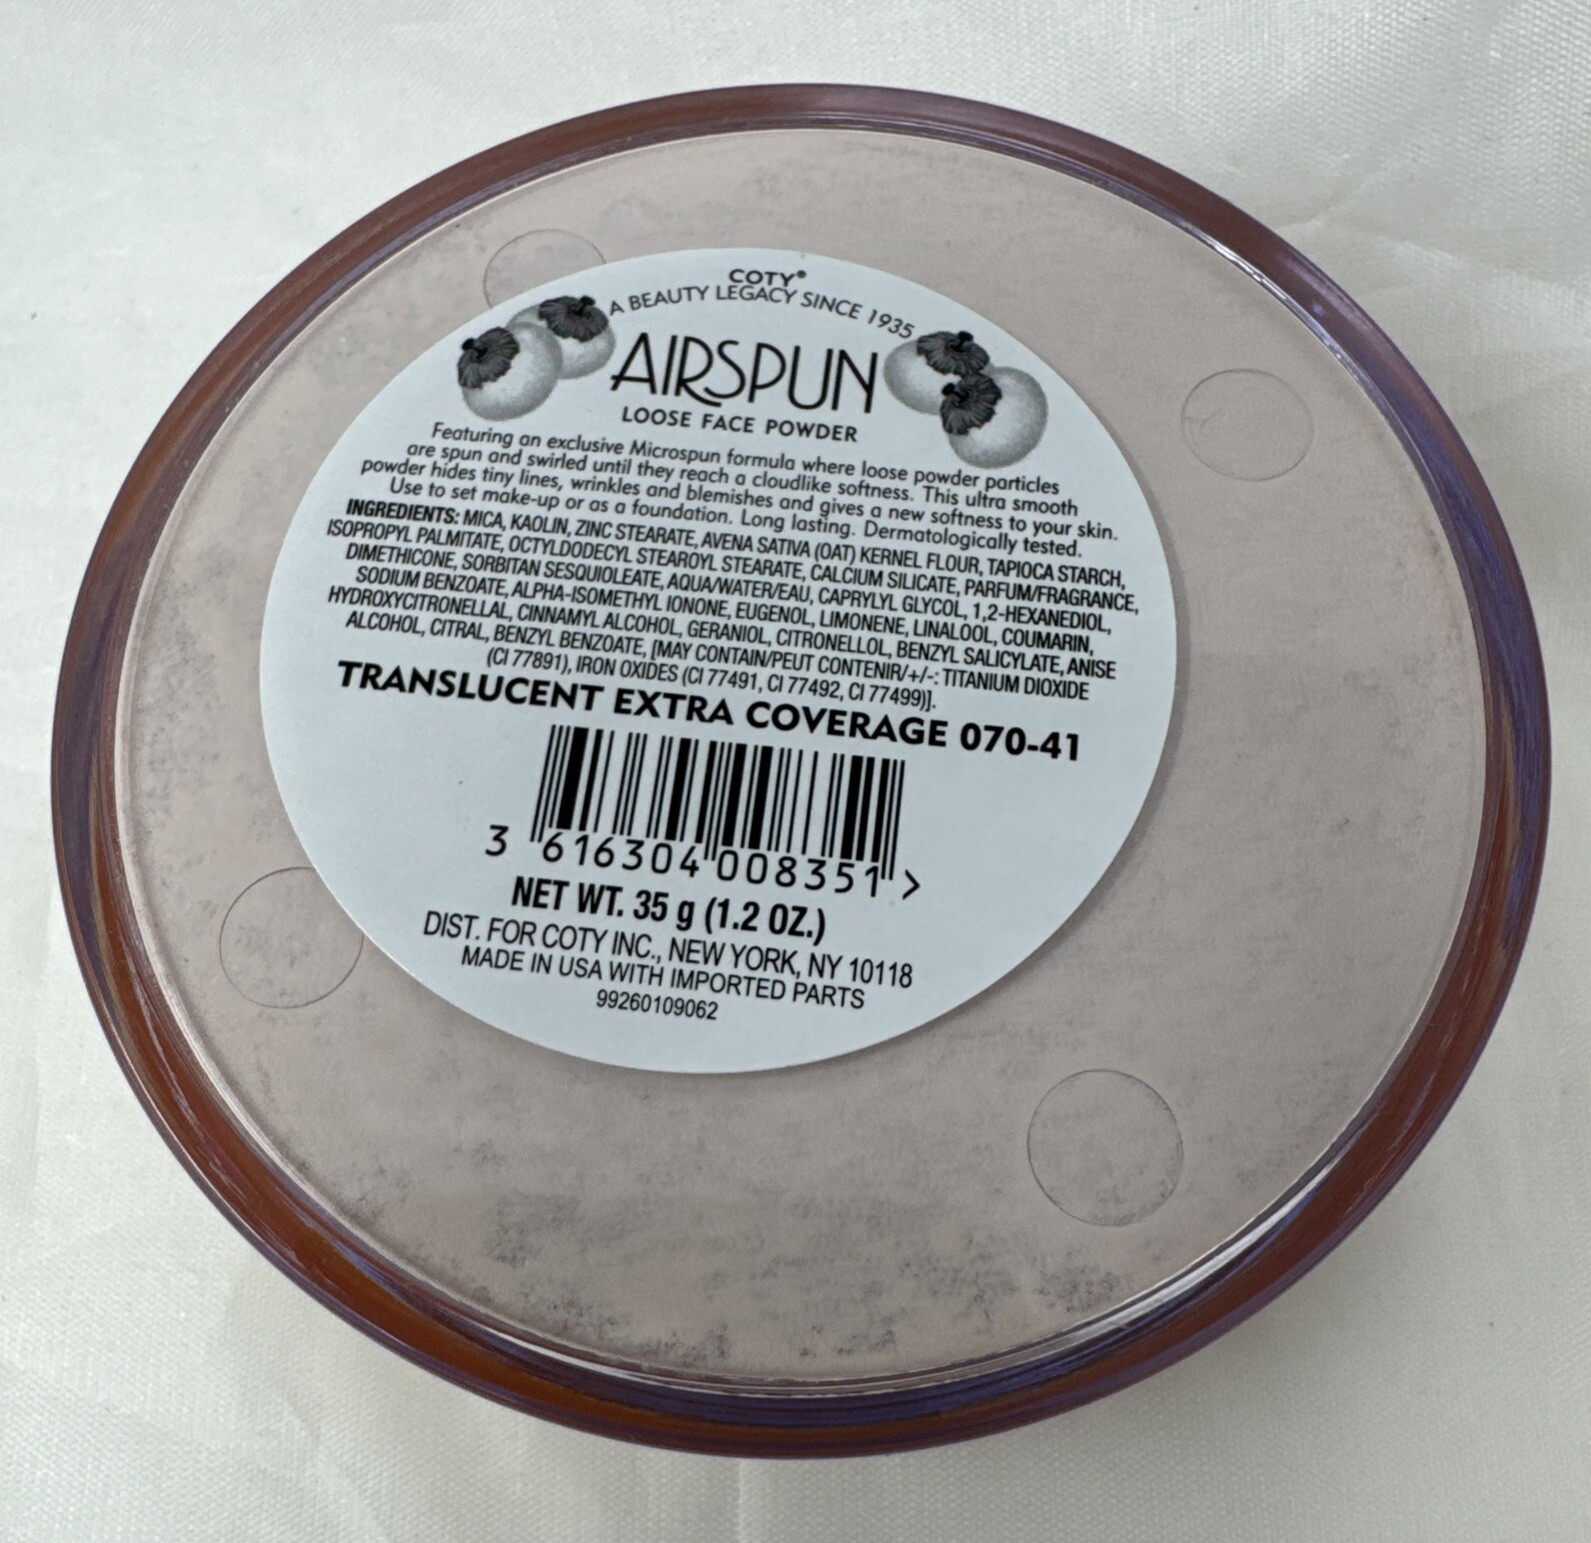 COTY®
A BEAUTY LEGACY SINCE 1935
AIRSPUN
LOOSE FACE POWDER
Featuring an exclusive Microspun formula where loose powder particles
are spun and swirled until they reach a cloudlike softness. This ultra smooth
powder hides tiny lines, wrinkles and blemishes and gives a new softness to your skin.
Use to set make-up or as a foundation. Long lasting. Dermatologically tested.
INGREDIENTS: MICA, KAOLIN, ZINC STEARATE, AVENA SATIVA (OAT) KERNEL FLOUR, TAPIOCA STARCH,
ISOPROPYL PALMITATE, OCTYLDODECYL STEAROYL STEARATE, CALCIUM SILICATE, PARFUM/FRAGRANCE,
DIMETHICONE, SORBITAN SESQUIOLEATE, AQUA/WATER/EAU, CAPRYLYL GLYCOL, 1,2-HEXANEDIOL,
SODIUM BENZOATE, ALPHA-ISOMETHYL IONONE, EUGENOL, LIMONENE, LINALOOL, COUMARIN,
HYDROXYCITRONELLAL, CINNAMYL ALCOHOL, GERANIOL, CITRONELLOL, BENZYL SALICYLATE, ANISE
ALCOHOL, CITRAL, BENZYL BENZOATE, [MAY CONTAIN/PEUT CONTENIR/+/-: TITANIUM DIOXIDE
(CI 77891), IRON OXIDES (CI 77491, CI 77492, CI 77499)].
TRANSLUCENT EXTRA COVERAGE 070-41
3 616304 008351 >
NET WT. 35 g (1.2 OZ.)
DIST. FOR COTY INC., NEW YORK, NY 10118
MADE IN USA WITH IMPORTED PARTS
99260109062